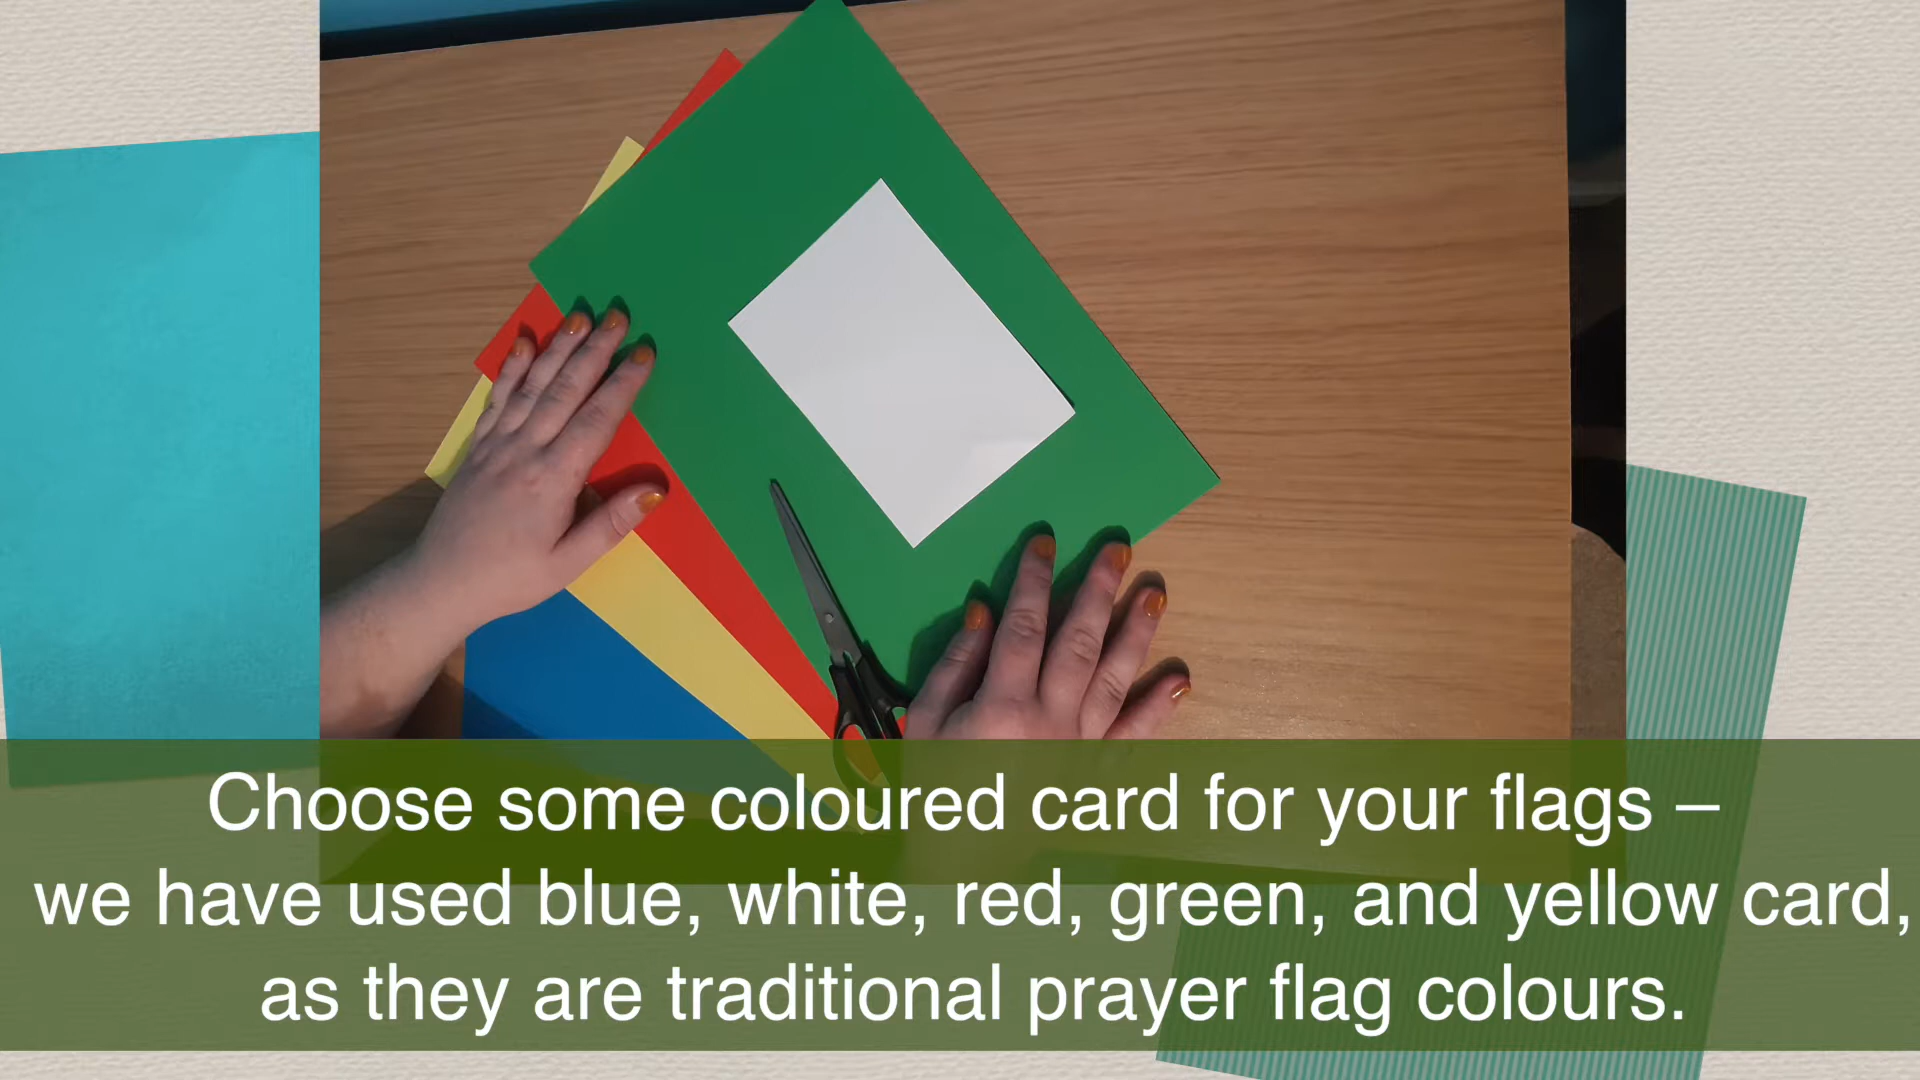 Choose some coloured card for your flags –
we have used blue, white, red, green, and yellow card,
as they are traditional prayer flag colours.